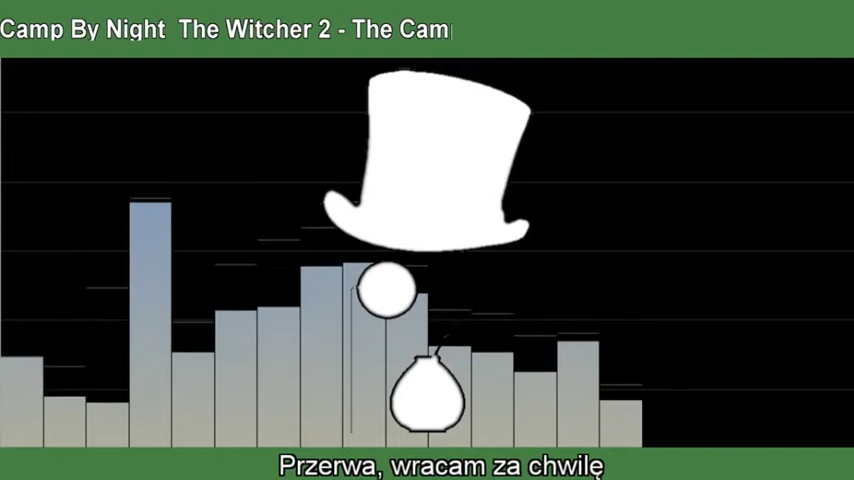 Camp By Night  The Witcher 2 - The Cam
Przerwa, wracam za chwilę